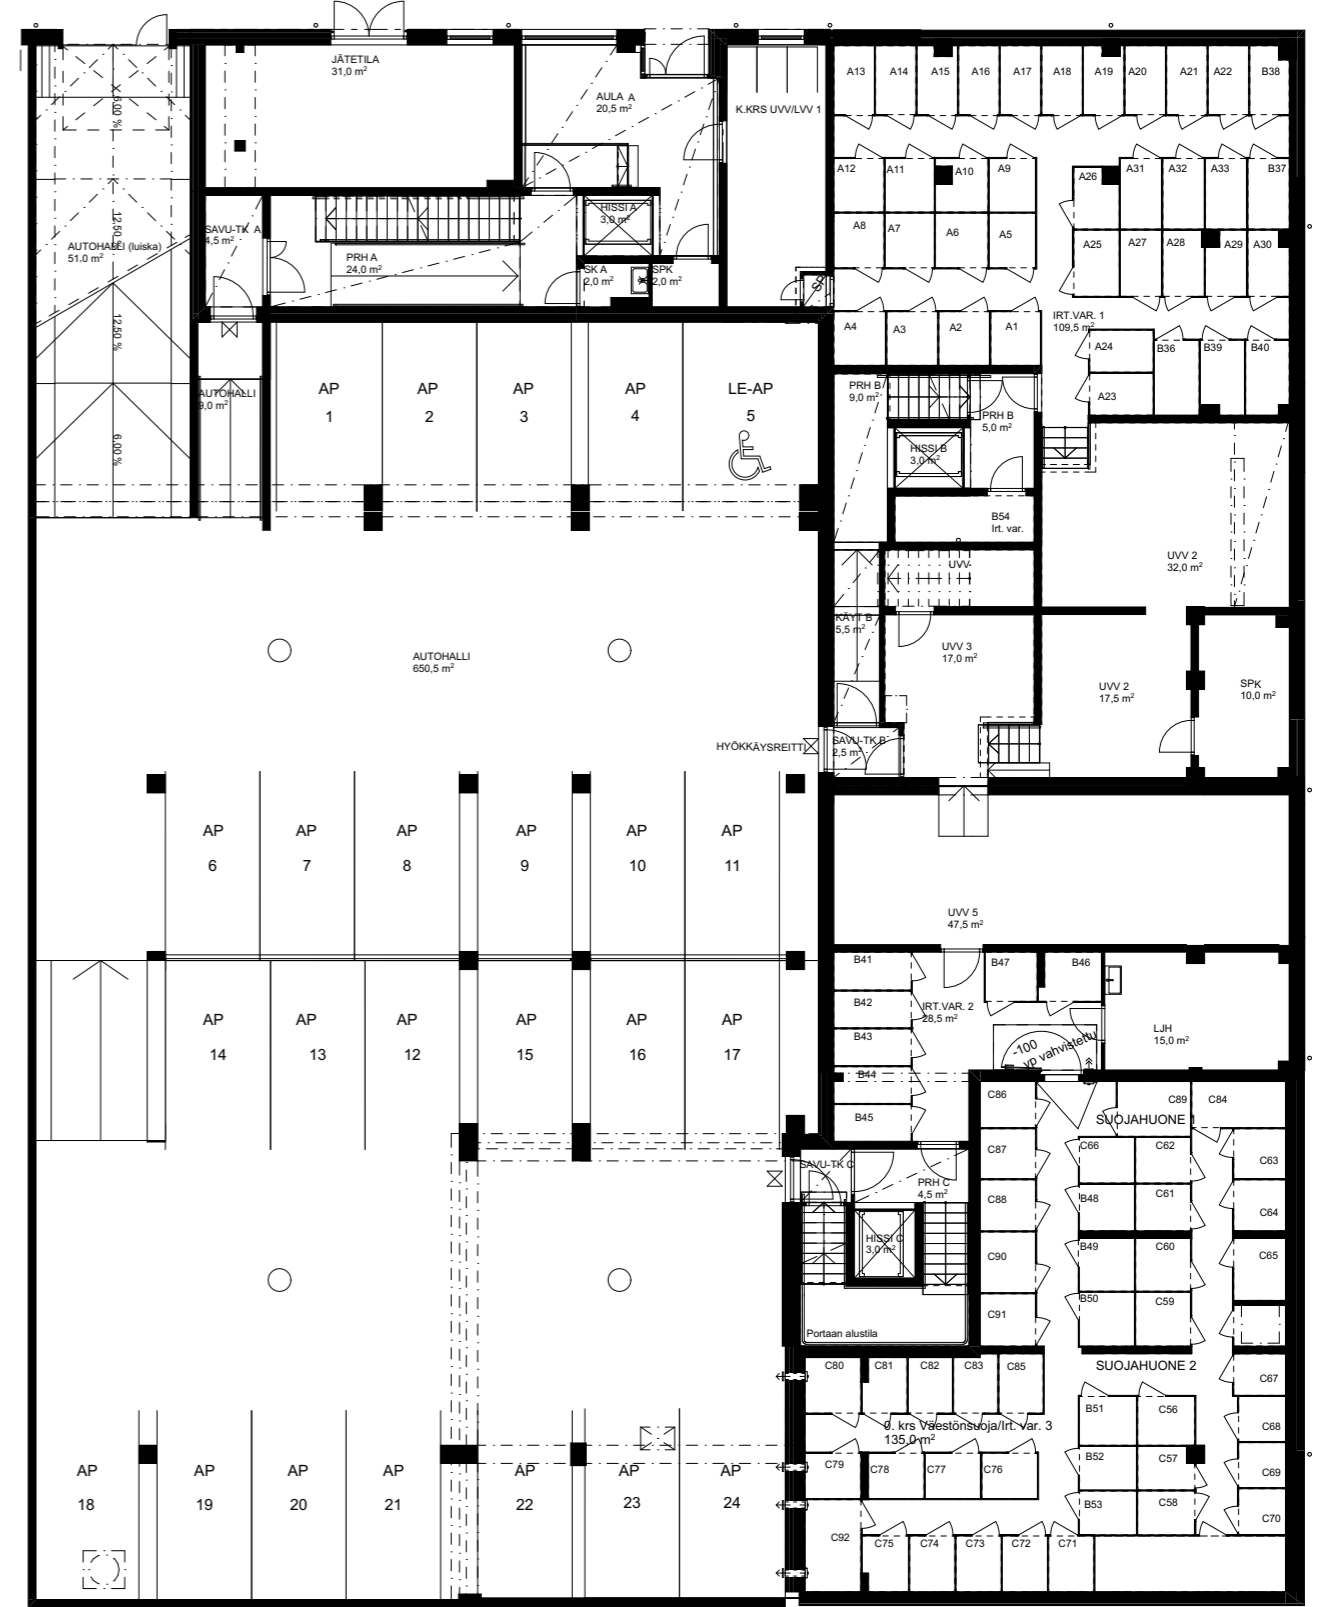 JÄTETILA
31,0 m²
AULA A
20,5 m²
K.KRS UVV/LVV 1
A13
A14
A15
A16
A17
A18
A19
A20
A21
A22
B38
A12
A11
A10
A9
A26
A31
A32
A33
B37
A8
A7
A6
A5
A25
A27
A28
A29
A30
A4
A3
A2
A1
IRT.VAR. 1
109,5 m²
A24
A23
B36
B39
B40
5,00 %
12,50 %
12,50 %
6,00 %
AUTOHALLI (luiska)
51.0 m²
SAVU-TK A
4,5 m²
PRH A
24,0 m²
HISSI A
3,0 m²
SK A
2,0 m²
SPK
2,0 m²
AUTOHALLI
9,0 m²
AP
1
AP
2
AP
3
AP
4
LE-AP
5
PRH B
9,0 m²
PRH B
5,0 m²
HISSI B
3,0 m²
B54
Irt. var.
UVV
UVV 2
32,0 m²
KÄYT B
5,5 m²
UVV 3
17,0 m²
UVV 2
17,5 m²
SPK
10,0 m²
AUTOHALLI
650,5 m²
HYÖKKÄYSREITTI
SAVU-TK B
2,5 m²
AP
6
AP
7
AP
8
AP
9
AP
10
AP
11
UVV 5
47,5 m²
AP
14
AP
13
AP
12
AP
15
AP
16
AP
17
B41
B42
B43
B44
B45
B47
B46
IRT.VAR. 2
28,5 m²
-100
yp vahvistettu
LJH
15,0 m²
C86
C89
C84
SUOJAHUONE 1
C87
C66
C62
C63
C88
B48
C61
C64
C90
B49
C60
C65
C91
B50
C59
SAVU-TK C
PRH C
4,5 m²
HISSI C
3,0 m²
Portaan alustila
SUOJAHUONE 2
C80
C81
C82
C83
C85
C67
B51
C56
C68
0. krs Väestönsuoja/Irt. var. 3
135,0 m²
C79
C78
C77
C76
B52
C57
C69
B53
C58
C70
C92
C75
C74
C73
C72
C71
AP
18
AP
19
AP
20
AP
21
AP
22
AP
23
AP
24